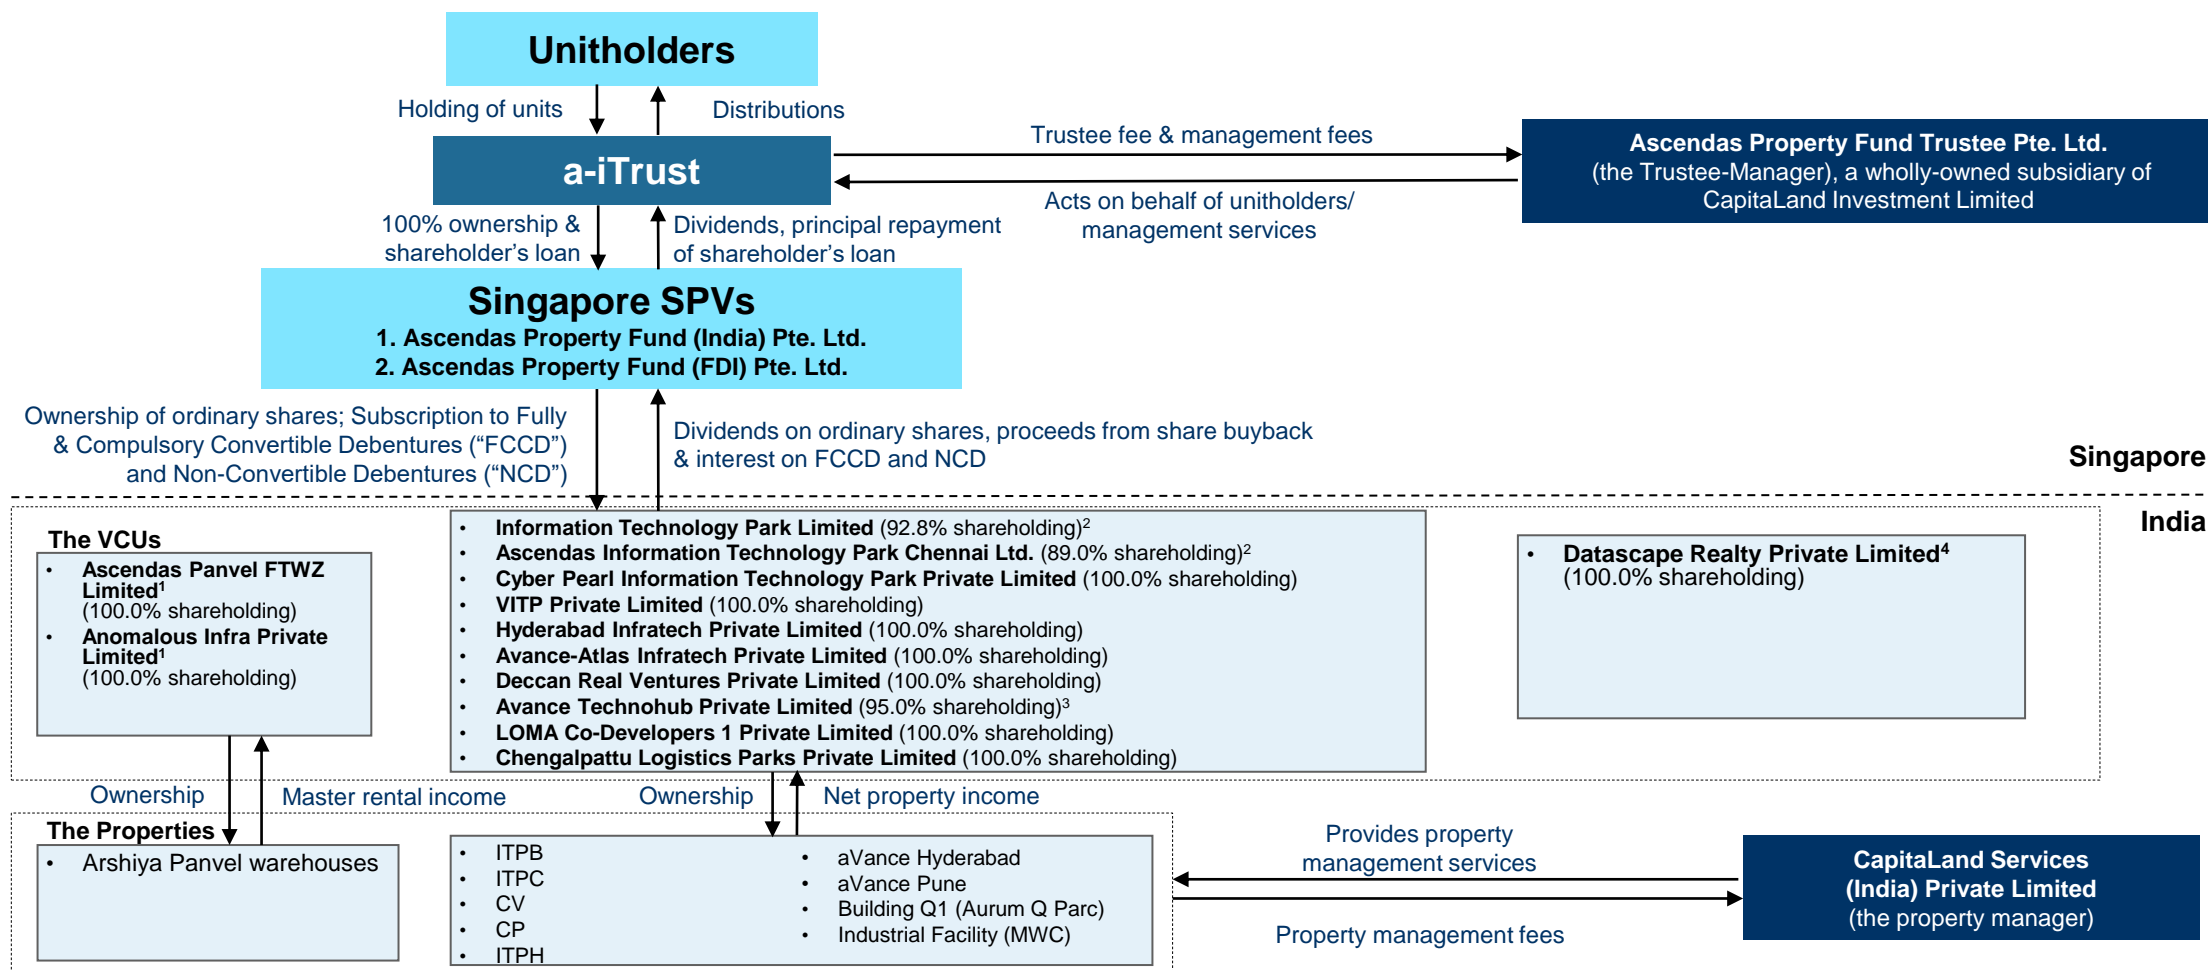 Unitholders
Holding of units
Distributions
a-iTrust
Trustee fee & management fees
Acts on behalf of unitholders/
management services
Ascendas Property Fund Trustee Pte. Ltd.
(the Trustee-Manager), a wholly-owned subsidiary of
CapitaLand Investment Limited
100% ownership &
shareholder’s loan
Dividends, principal repayment
of shareholder’s loan
Singapore SPVs
1. Ascendas Property Fund (India) Pte. Ltd.
2. Ascendas Property Fund (FDI) Pte. Ltd.
Ownership of ordinary shares; Subscription to Fully
& Compulsory Convertible Debentures (“FCCD”)
and Non-Convertible Debentures (“NCD”)
Dividends on ordinary shares, proceeds from share buyback
& interest on FCCD and NCD
Singapore
India
The VCUs
• Ascendas Panvel FTWZ
Limited¹
(100.0% shareholding)
• Anomalous Infra Private
Limited¹
(100.0% shareholding)
• Information Technology Park Limited (92.8% shareholding)²
• Ascendas Information Technology Park Chennai Ltd. (89.0% shareholding)²
• Cyber Pearl Information Technology Park Private Limited (100.0% shareholding)
• VITP Private Limited (100.0% shareholding)
• Hyderabad Infratech Private Limited (100.0% shareholding)
• Avance-Atlas Infratech Private Limited (100.0% shareholding)
• Deccan Real Ventures Private Limited (100.0% shareholding)
• Avance Technohub Private Limited (95.0% shareholding)³
• LOMA Co-Developers 1 Private Limited (100.0% shareholding)
• Chengalpattu Logistics Parks Private Limited (100.0% shareholding)
• Datascape Realty Private Limited⁴
(100.0% shareholding)
Ownership
Master rental income
Ownership
Net property income
The Properties
• Arshiya Panvel warehouses
• ITPB
• ITPC
• CV
• CP
• ITPH
• aVance Hyderabad
• aVance Pune
• Building Q1 (Aurum Q Parc)
• Industrial Facility (MWC)
Provides property
management services
Property management fees
CapitaLand Services
(India) Private Limited
(the property manager)